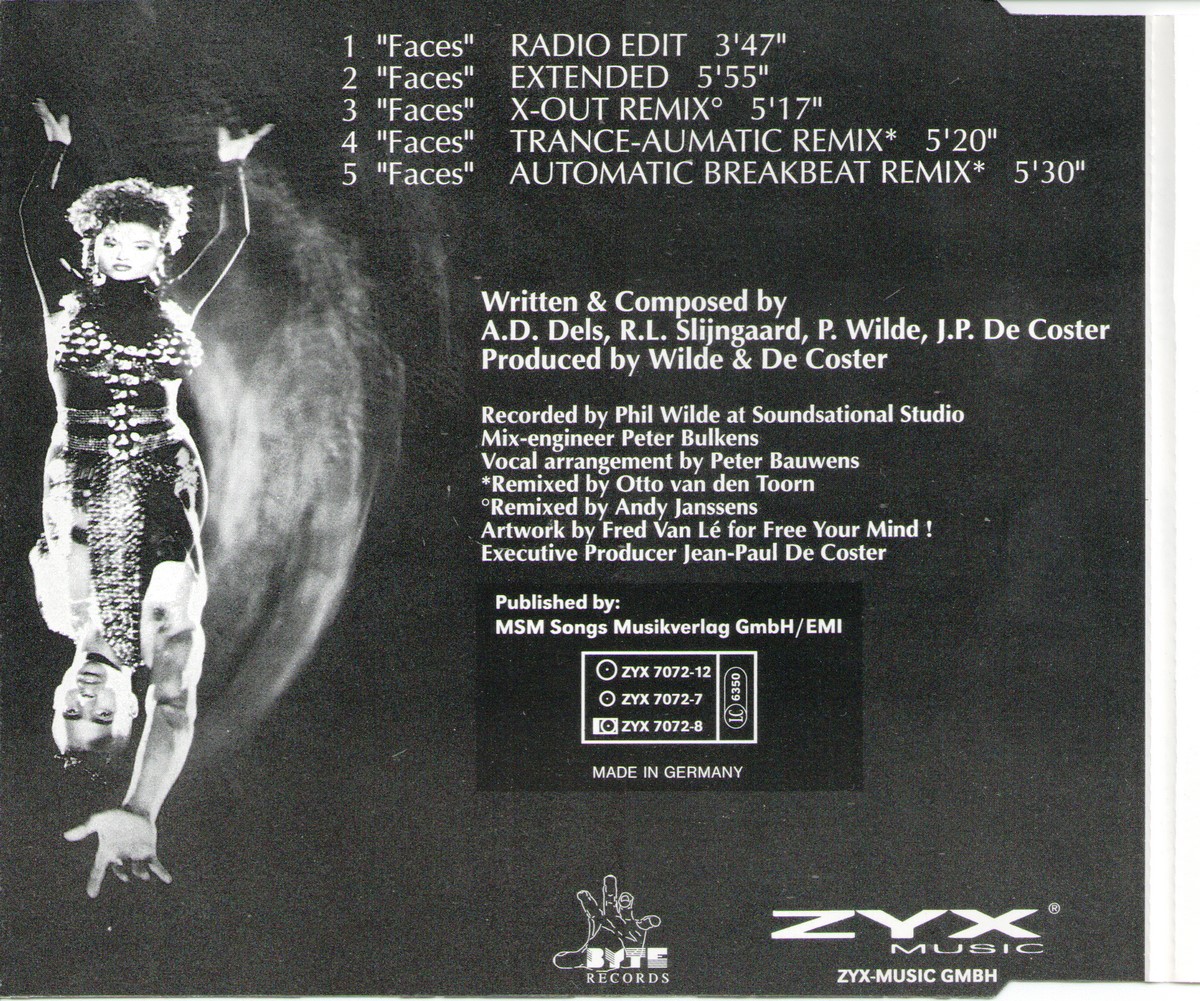 1 "Faces" RADIO EDIT 3'47"
2 "Faces" EXTENDED 5'55"
3 "Faces" X-OUT REMIX° 5'17"
4 "Faces" TRANCE-AUMATIC REMIX* 5'20"
5 "Faces" AUTOMATIC BREAKBEAT REMIX* 5'30"
Written & Composed by
A.D. Dels, R.L. Slijngaard, P. Wilde, J.P. De Coster
Produced by Wilde & De Coster
Recorded by Phil Wilde at Soundsational Studio
Mix-engineer Peter Bulkens
Vocal arrangement by Peter Bauwens
*Remixed by Otto van den Toorn
°Remixed by Andy Janssens
Artwork by Fred Van Lé for Free Your Mind !
Executive Producer Jean-Paul De Coster
Published by:
MSM Songs Musikverlag GmbH/EMI
ZYX 7072-12
ZYX 7072-7
ZYX 7072-8
LC 6350
MADE IN GERMANY
BYTE
RECORDS
ZYX®
MUSIC
ZYX-MUSIC GMBH